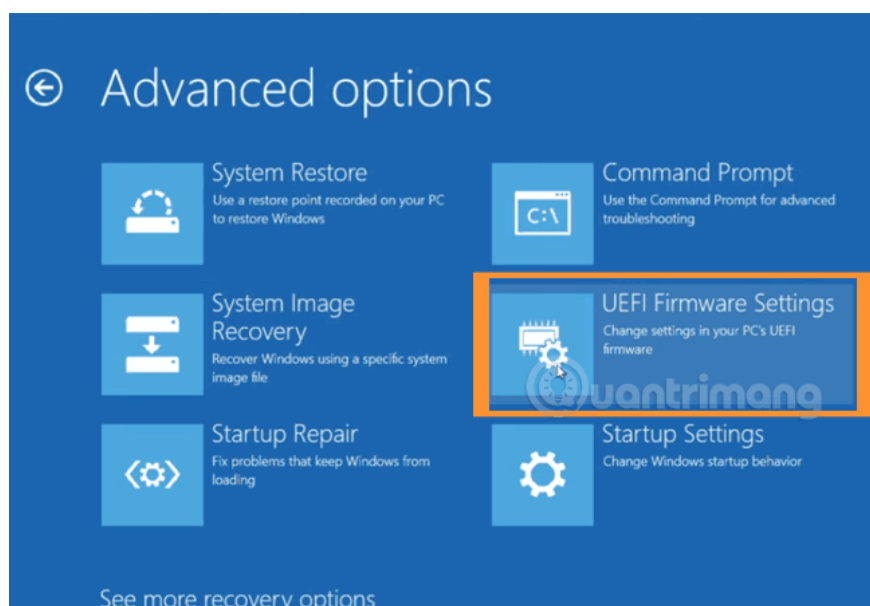 Advanced options
System Restore
Use a restore point recorded on your PC
to restore Windows
Command Prompt
Use the Command Prompt for advanced
troubleshooting
C:\
System Image
Recovery
Recover Windows using a specific system
image file
UEFI Firmware Settings
Change settings in your PC's UEFI
firmware
Quantrimang
Startup Repair
Fix problems that keep Windows from
loading
Startup Settings
Change Windows startup behavior
See more recovery options